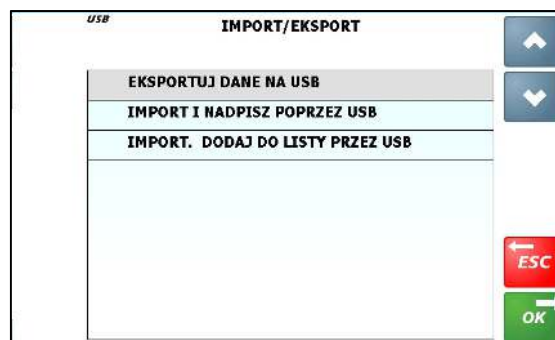 USB
IMPORT/EKSPORT
EKSPORTUJ DANE NA USB
IMPORT I NADPISZ POPRZEZ USB
IMPORT. DODAJ DO LISTY PRZEZ USB
ESC
OK